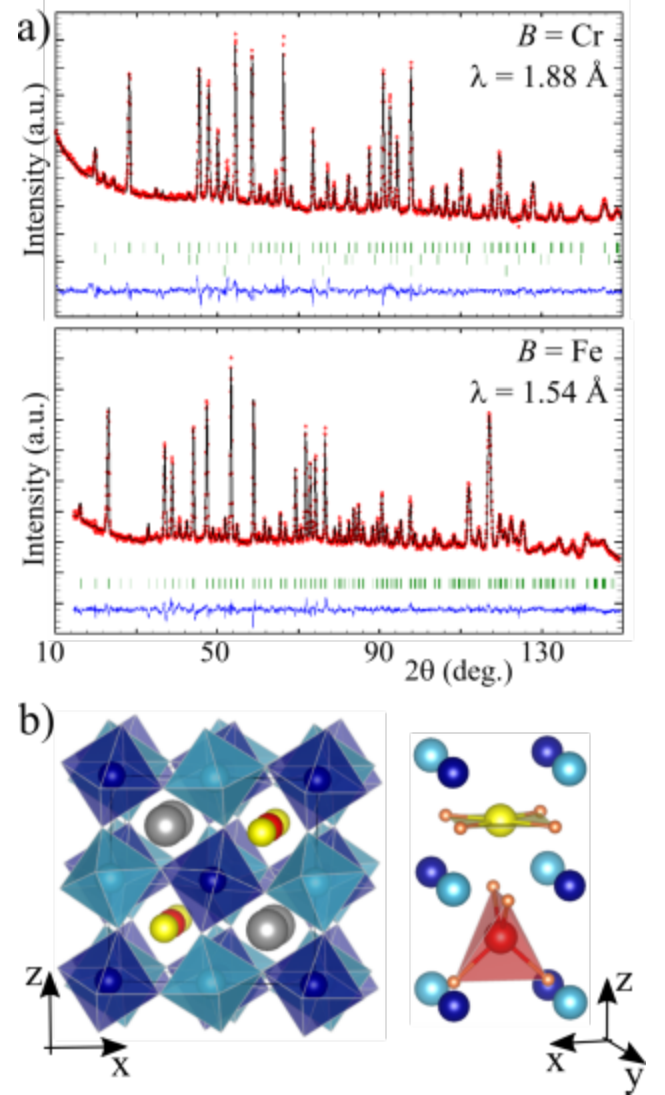 a)
B = Cr
λ = 1.88 Å
Intensity (a.u.)
B = Fe
λ = 1.54 Å
Intensity (a.u.)
10 50 90 130
2θ (deg.)
b)
z
x
z
x
y